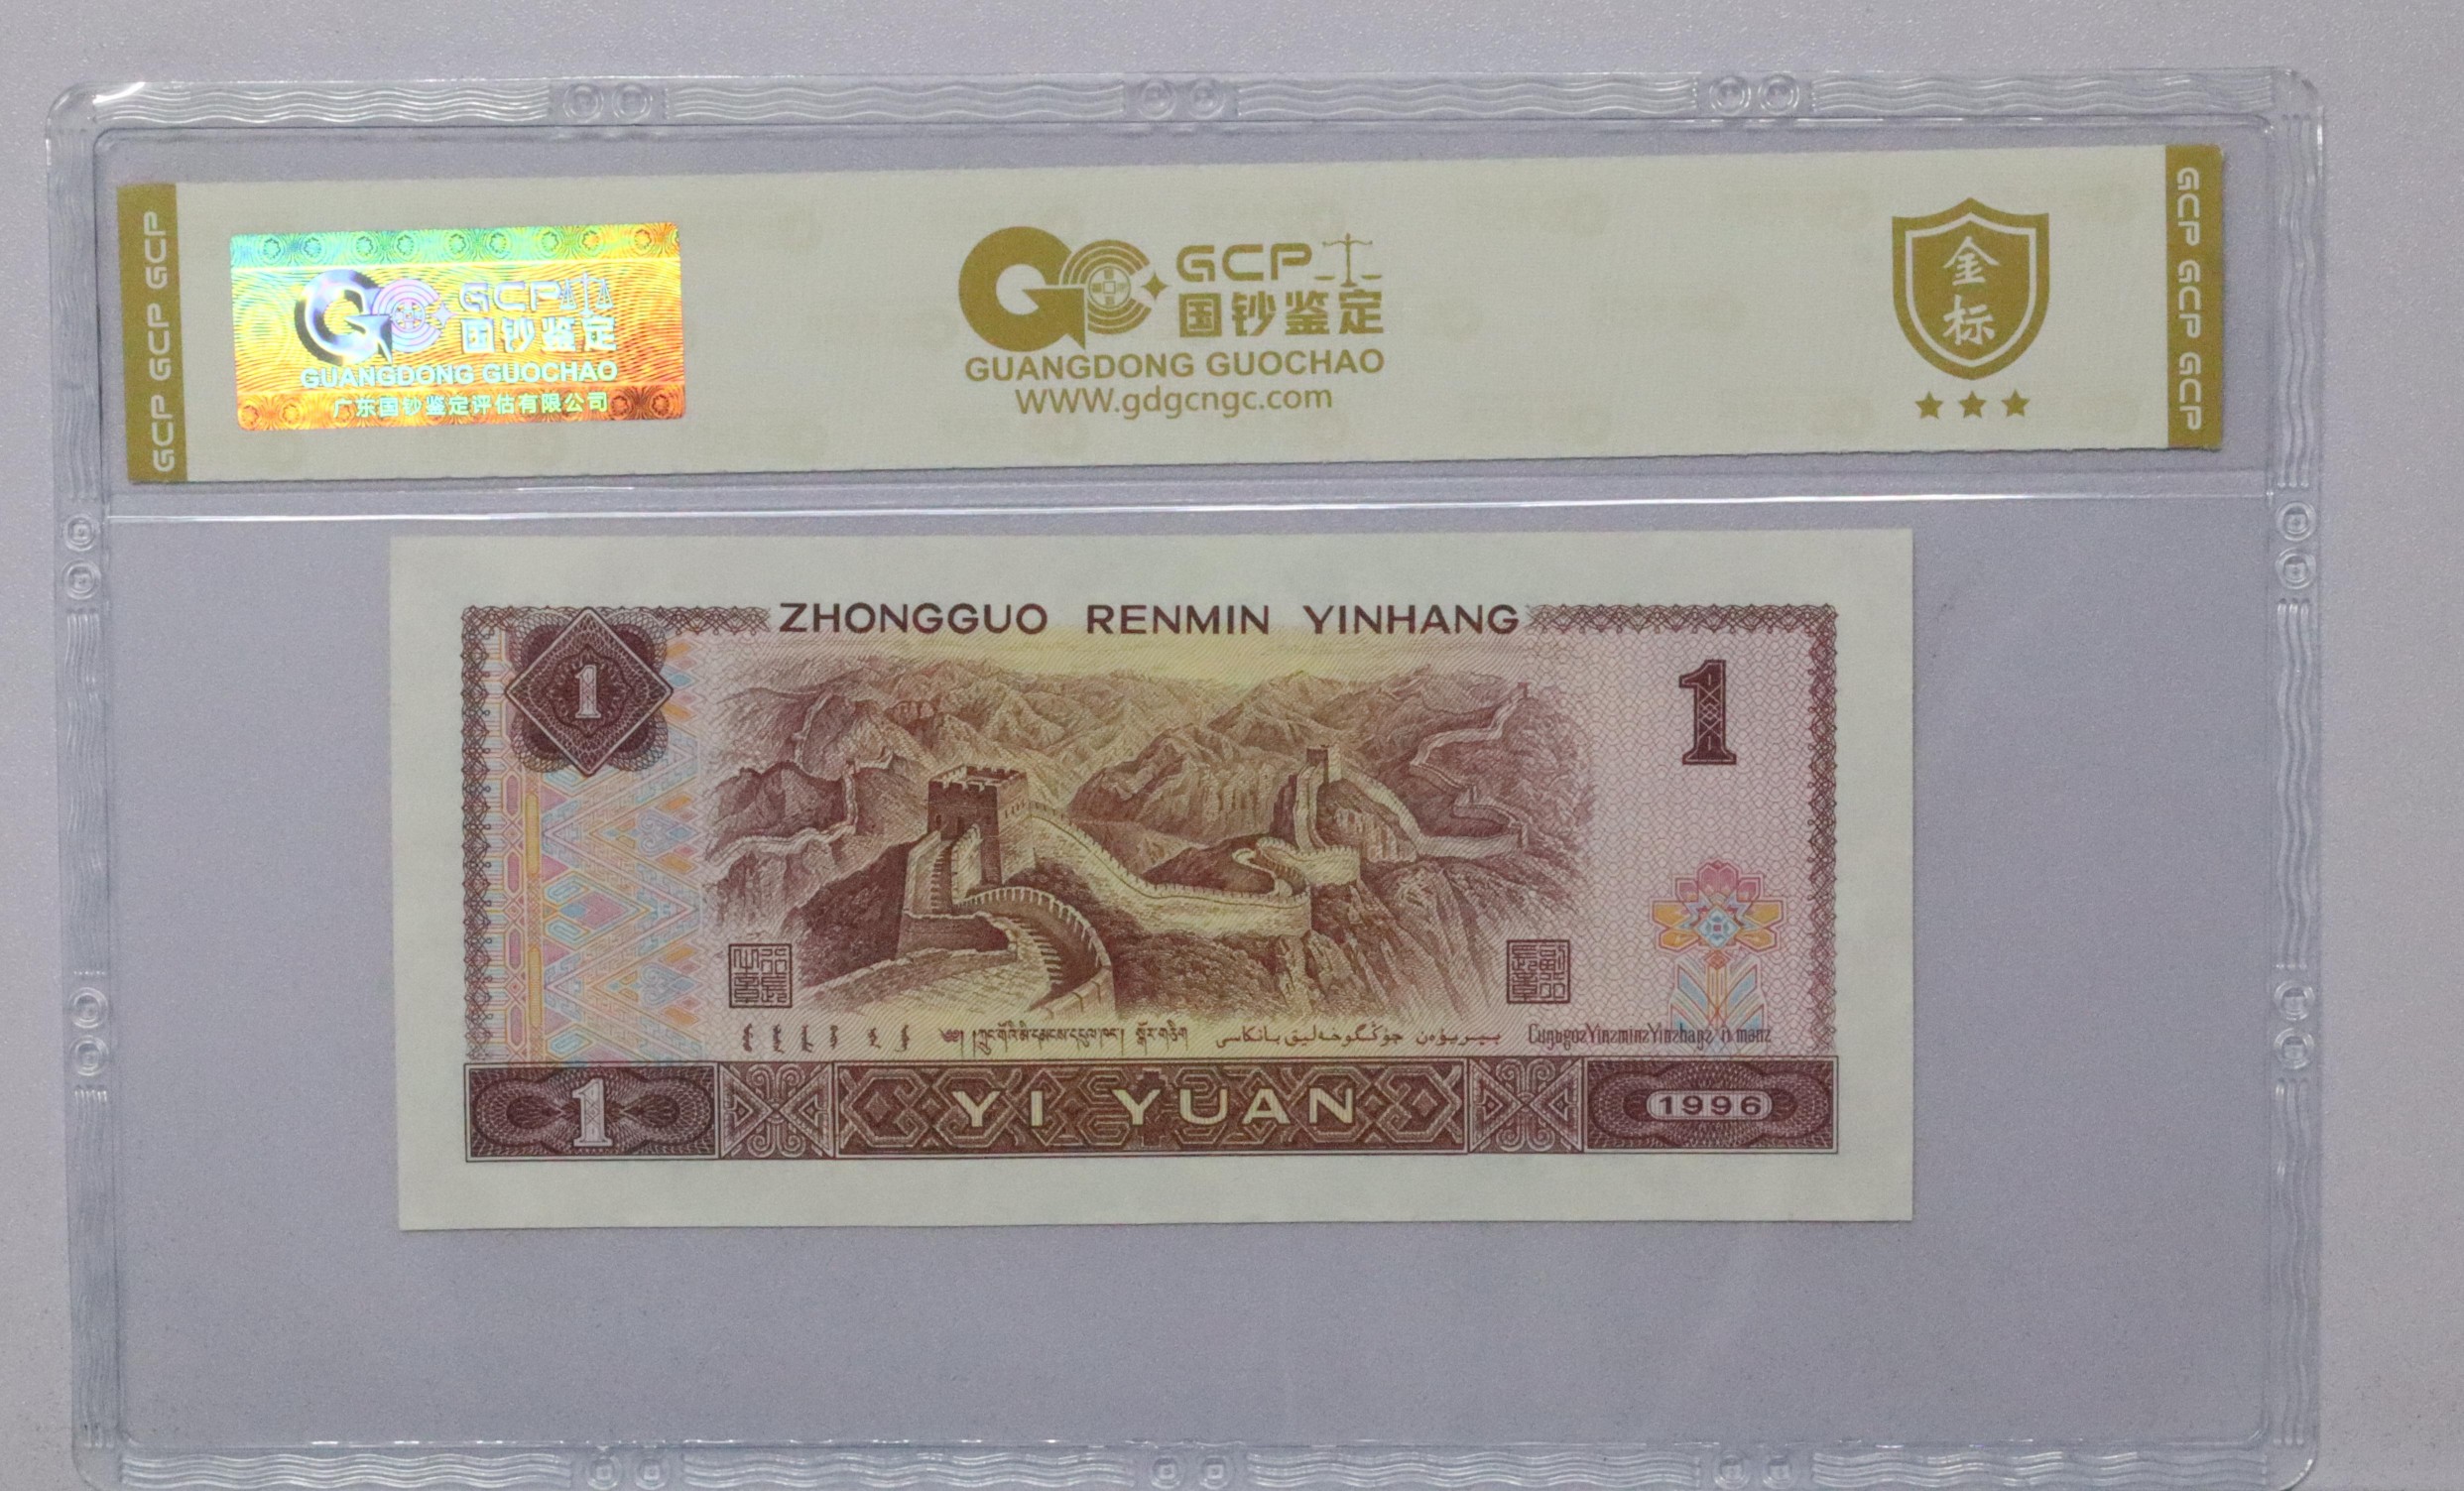 GCP GCP GCP
GCP
国钞鉴定
GUANGDONG GUOCHAO
广东国钞鉴定评估有限公司
GCP
国钞鉴定
GUANGDONG GUOCHAO
www.gdgcngc.com
金
标
GCP GCP GCP
ZHONGGUO RENMIN YINHANG
1
1
1
YI YUAN
1996